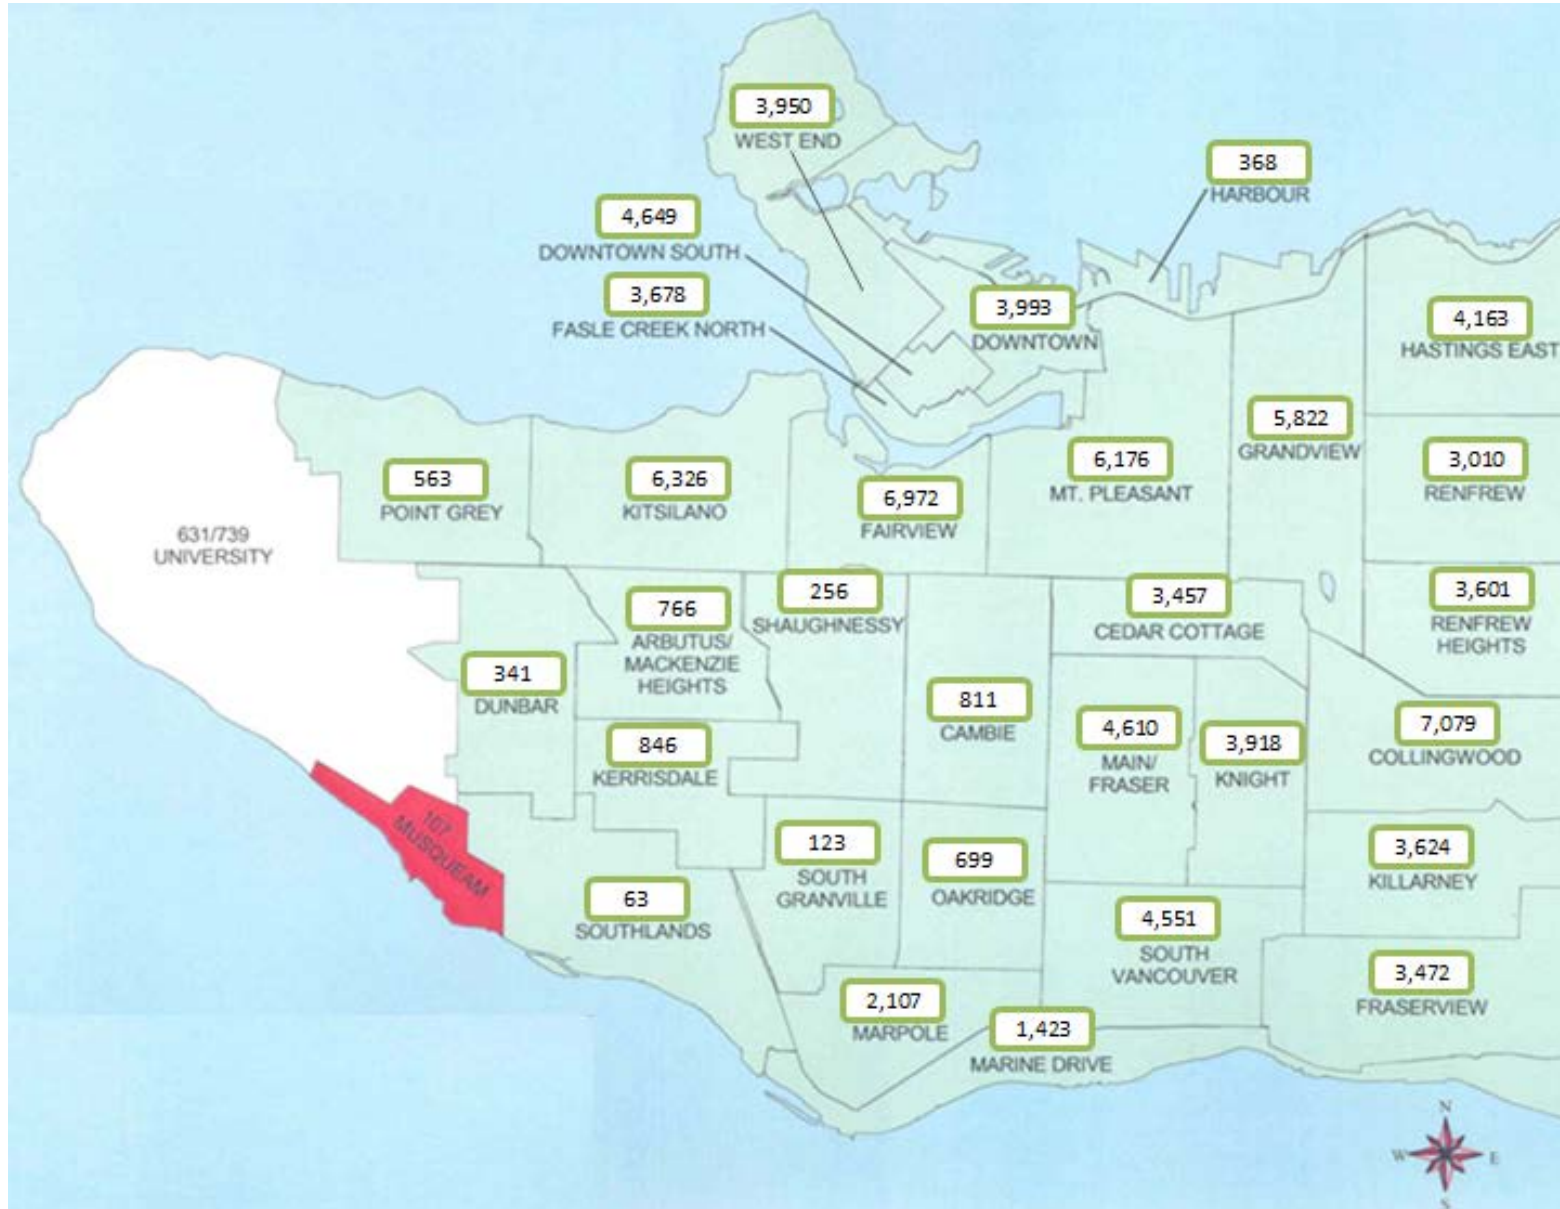 3,950
WEST END
368
HARBOUR
4,649
DOWNTOWN SOUTH
3,678
FASLE CREEK NORTH
3,993
DOWNTOWN
4,163
HASTINGS EAST
5,822
GRANDVIEW
563
POINT GREY
6,326
KITSILANO
6,972
FAIRVIEW
6,176
MT. PLEASANT
3,010
RENFREW
631/739
UNIVERSITY
766
ARBUTUS/
MACKENZIE
HEIGHTS
256
SHAUGHNESSY
3,457
CEDAR COTTAGE
3,601
RENFREW
HEIGHTS
341
DUNBAR
846
KERRISDALE
811
CAMBIE
4,610
MAIN/
FRASER
3,918
KNIGHT
7,079
COLLINGWOOD
107
MUSQUEAM
63
SOUTHLANDS
123
SOUTH
GRANVILLE
699
OAKRIDGE
4,551
SOUTH
VANCOUVER
3,624
KILLARNEY
3,472
FRASERVIEW
2,107
MARPOLE
1,423
MARINE DRIVE
N
W
E
S